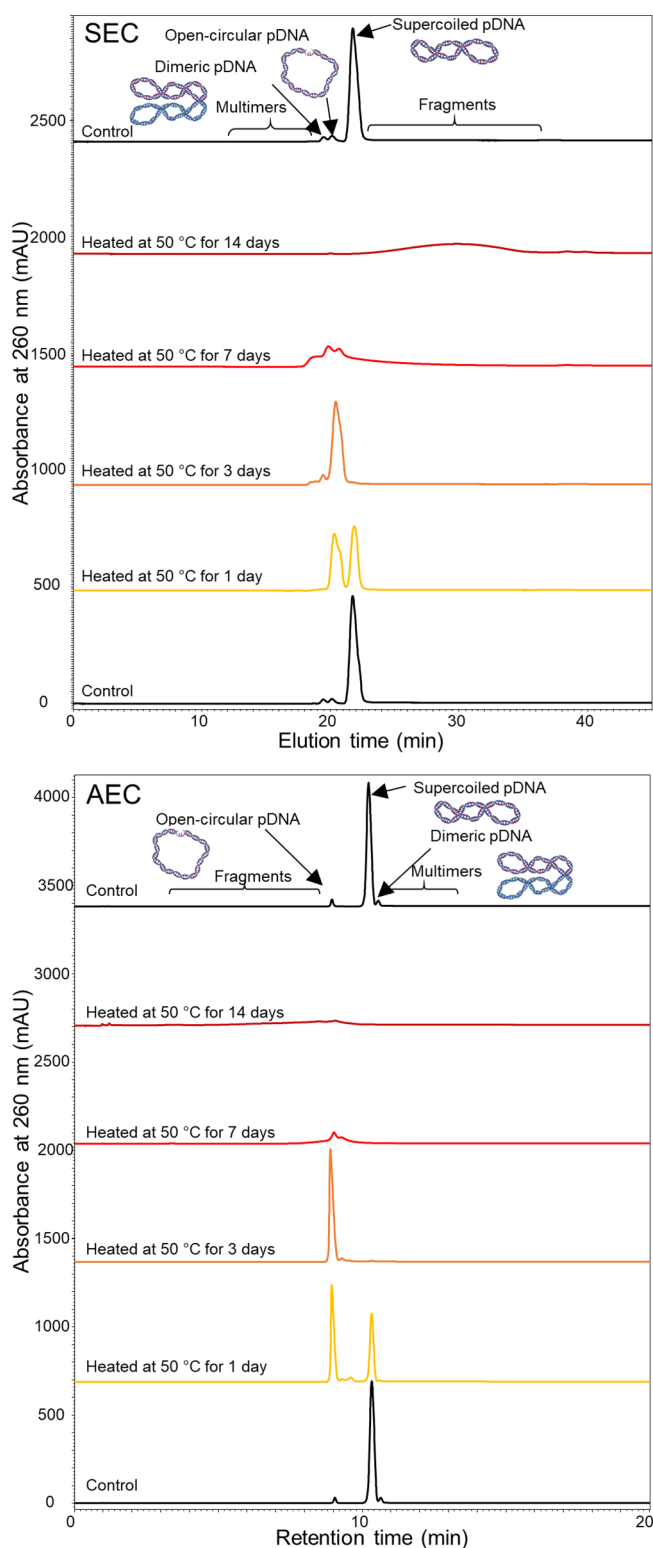 SEC
Supercoiled pDNA
Open-circular pDNA
Dimeric pDNA
Multimers
Fragments
Control
2500
Heated at 50 °C for 14 days
2000
Heated at 50 °C for 7 days
1500
Heated at 50 °C for 3 days
1000
Heated at 50 °C for 1 day
500
Control
0
Absorbance at 260 nm (mAU)
0 10 20 30 40
Elution time (min)
AEC
4000
Supercoiled pDNA
Open-circular pDNA
Dimeric pDNA
Fragments
Multimers
3500
Control
Heated at 50 °C for 14 days
3000
2500
Heated at 50 °C for 7 days
2000
1500
Heated at 50 °C for 3 days
1000
Heated at 50 °C for 1 day
500
Control
0
Absorbance at 260 nm (mAU)
0 10 20
Retention time (min)